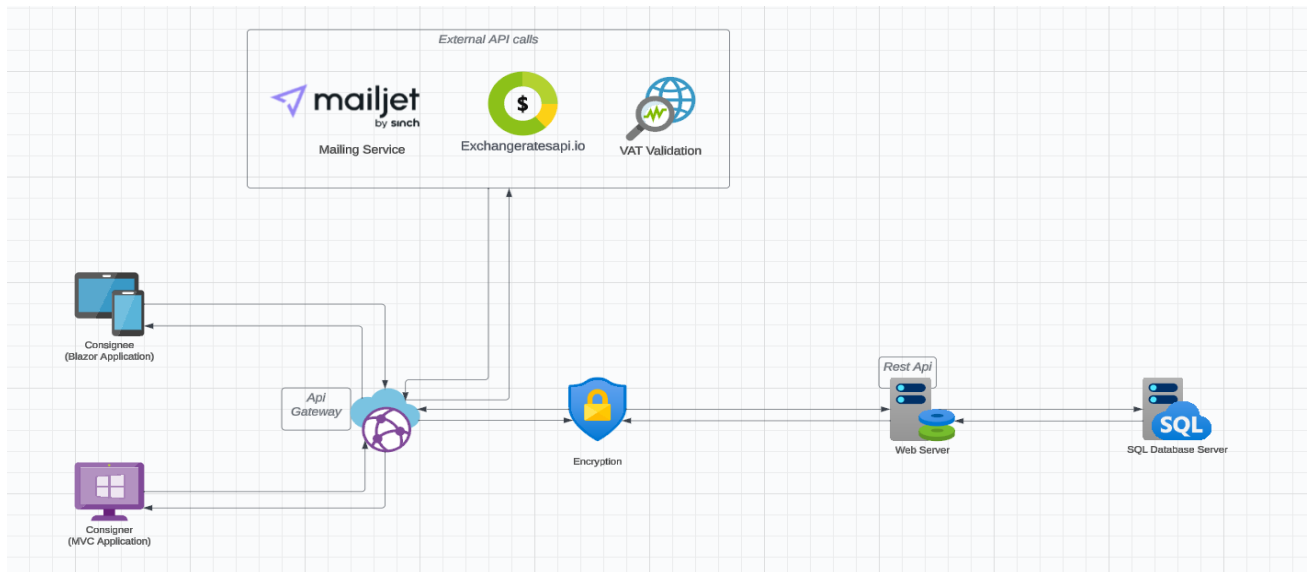 External API calls
mailjet
by sinch
$
Mailing Service
Exchangeratesapi.io
VAT Validation
Consignee
(Blazor Application)
Api
Gateway
Rest Api
Encryption
Web Server
SQL
SQL Database Server
Consigner
(MVC Application)